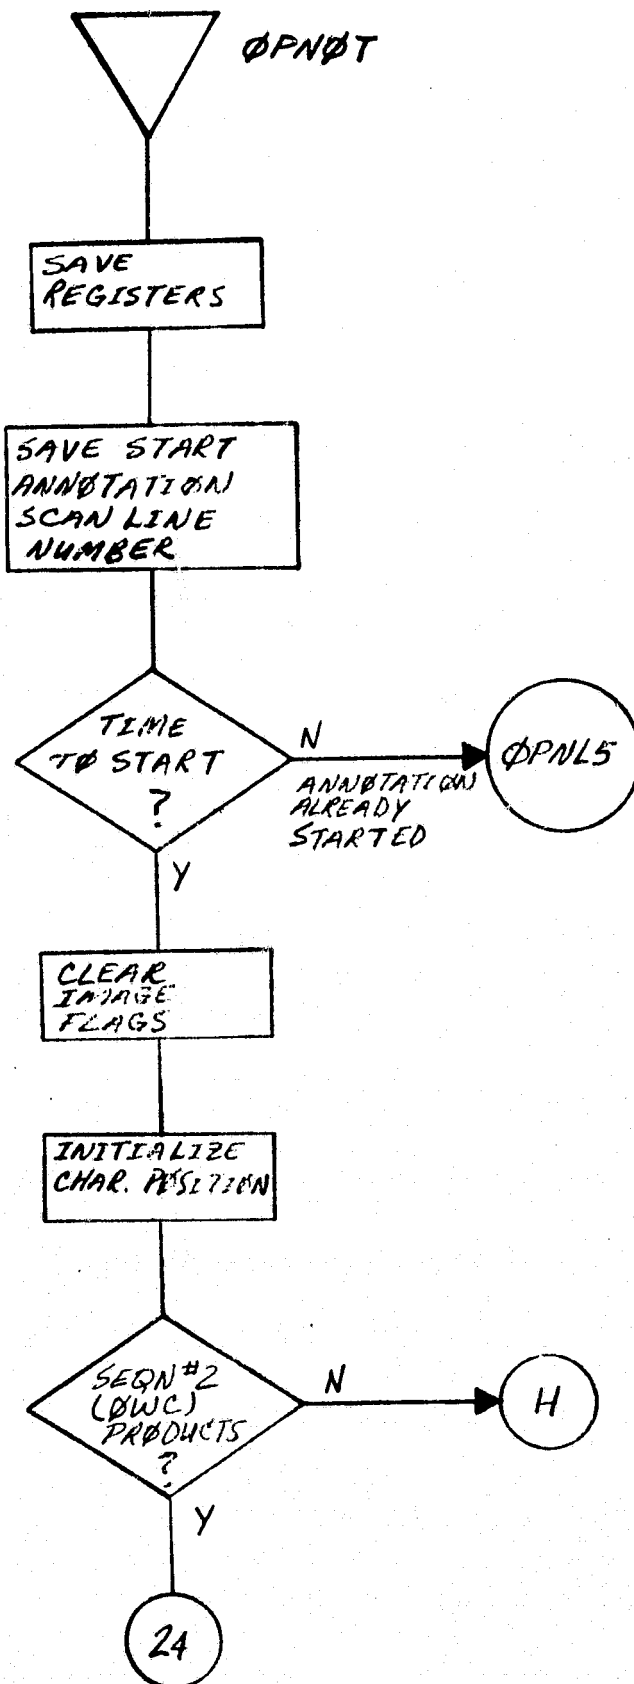 ØPNØT
SAVE
REGISTERS
SAVE START
ANNØTATIØN
SCAN LINE
NUMBER
TIME
TØ START
?
N
ØPNL5
ANNØTATIØN
ALREADY
STARTED
Y
CLEAR
IMAGE
FLAGS
INITIALIZE
CHAR. PØSITIØN
SEQN #2
(ØWC)
PRØDUCTS
?
N
H
Y
24